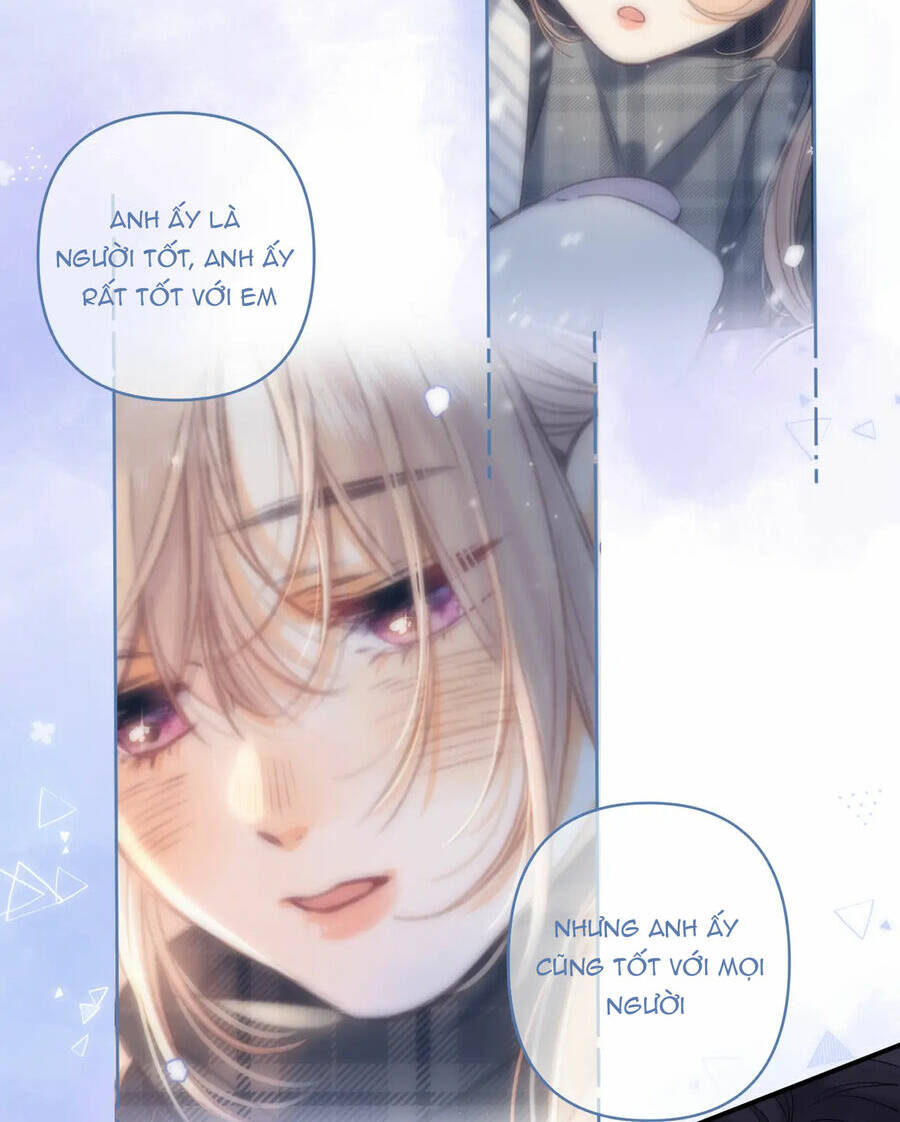 ANH ẤY LÀ
NGƯỜI TỐT, ANH ẤY
RẤT TỐT VỚI EM
NHƯNG ANH ẤY
CŨNG TỐT VỚI MỌI
NGƯỜI